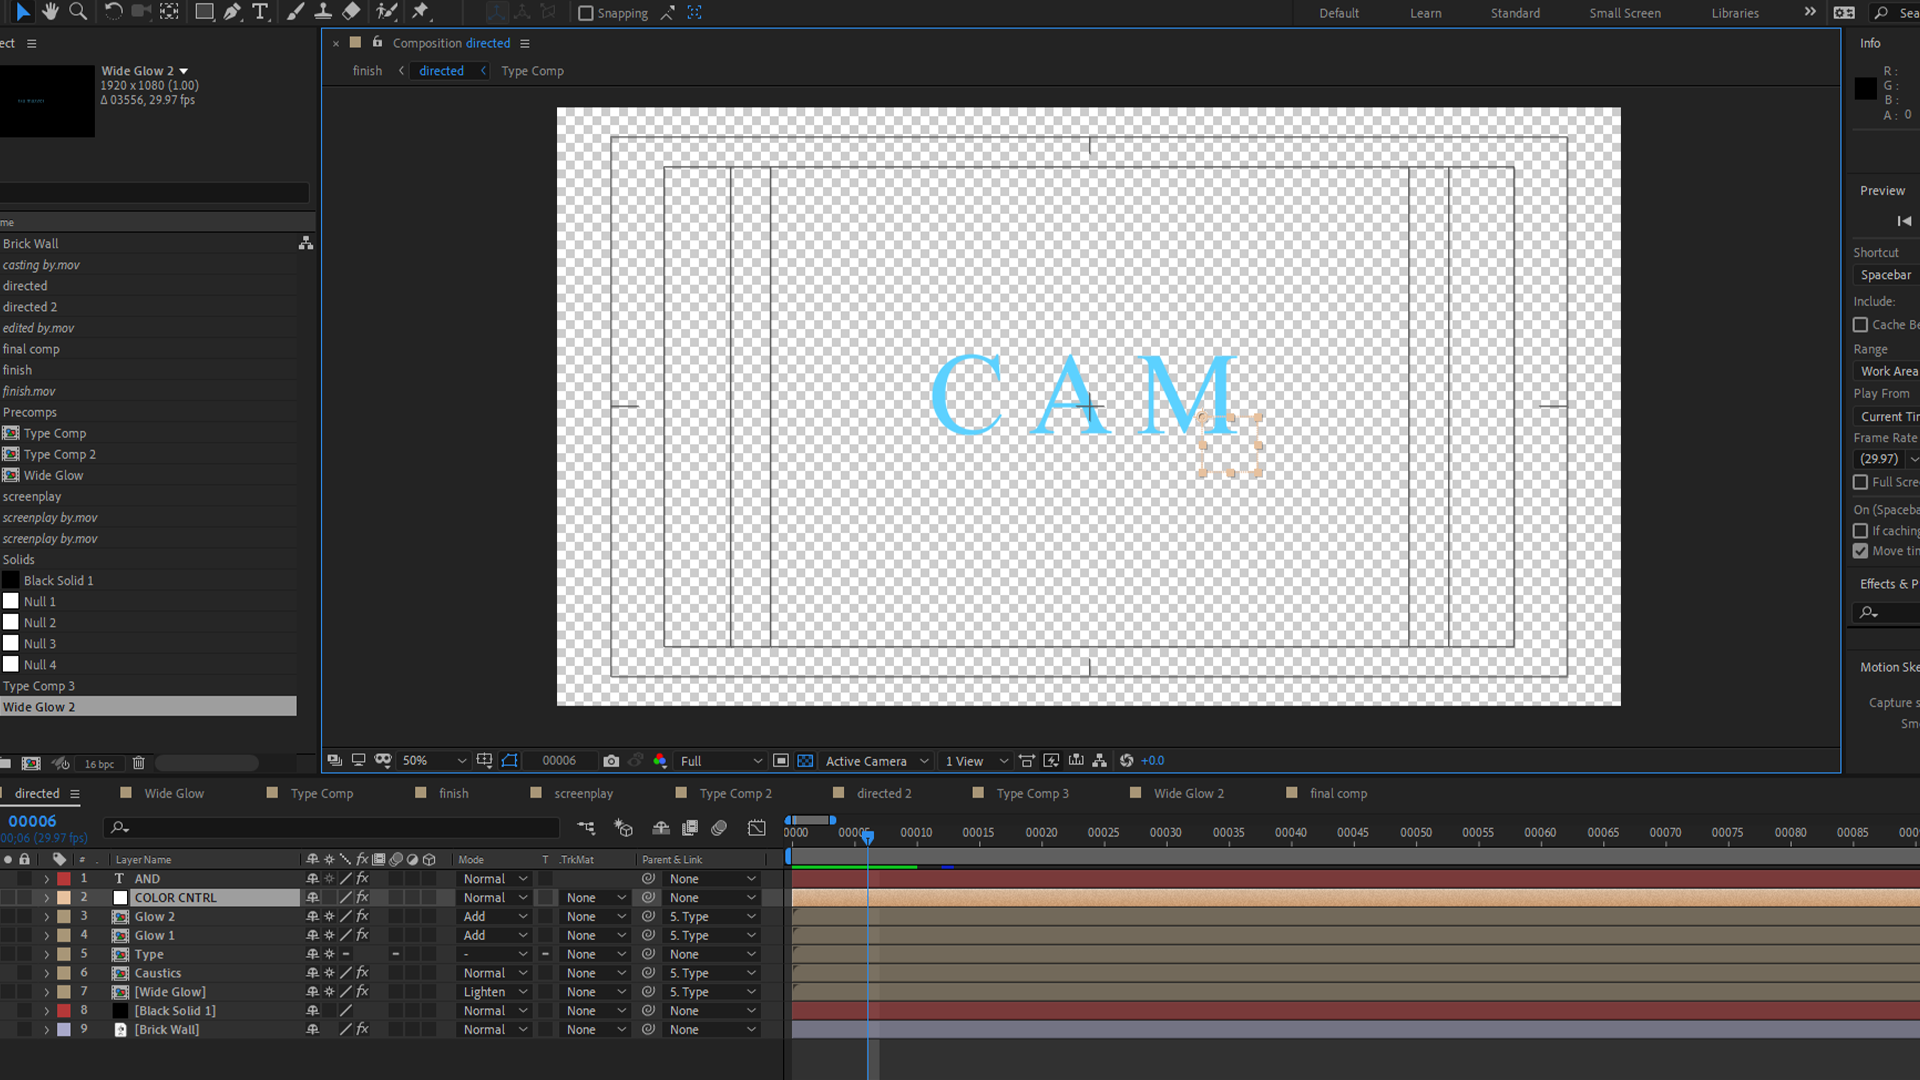 Snapping
Default
Learn
Standard
Small Screen
Libraries
Sea
ect
Composition directed
finish
directed
Type Comp
Wide Glow 2
1920 x 1080 (1.00)
Δ 03556, 29.97 fps
Info
R :
G :
B :
A : 0
Preview
Shortcut
Spacebar
Include:
Cache Be
Range
Work Area
Play From
Current Tir
Frame Rate
(29.97)
Full Scre
On (Spaceba
If caching
Move tim
Effects & P
Motion Ske
Capture s
Smo
me
Brick Wall
casting by.mov
directed
directed 2
edited by.mov
final comp
finish
finish.mov
Precomps
Type Comp
Type Comp 2
Wide Glow
screenplay
screenplay by.mov
screenplay by.mov
Solids
Black Solid 1
Null 1
Null 2
Null 3
Null 4
Type Comp 3
Wide Glow 2
16 bpc
CAM
50%
00006
Full
Active Camera
1 View
+0.0
directed
Wide Glow
Type Comp
finish
screenplay
Type Comp 2
directed 2
Type Comp 3
Wide Glow 2
final comp
00006
00;06 (29.97 fps)
0000 00005 00010 00015 00020 00025 00030 00035 00040 00045 00050 00055 00060 00065 00070 00075 00080 00085 0009
# Layer Name Mode T .TrkMat Parent & Link
1 T AND fx Normal None
2 COLOR CNTRL fx Normal None None
3 Glow 2 fx Add None 5. Type
4 Glow 1 fx Add None 5. Type
5 Type - None None
6 Caustics fx Normal None 5. Type
7 [Wide Glow] fx Lighten None 5. Type
8 [Black Solid 1] Normal None None
9 [Brick Wall] fx Normal None None